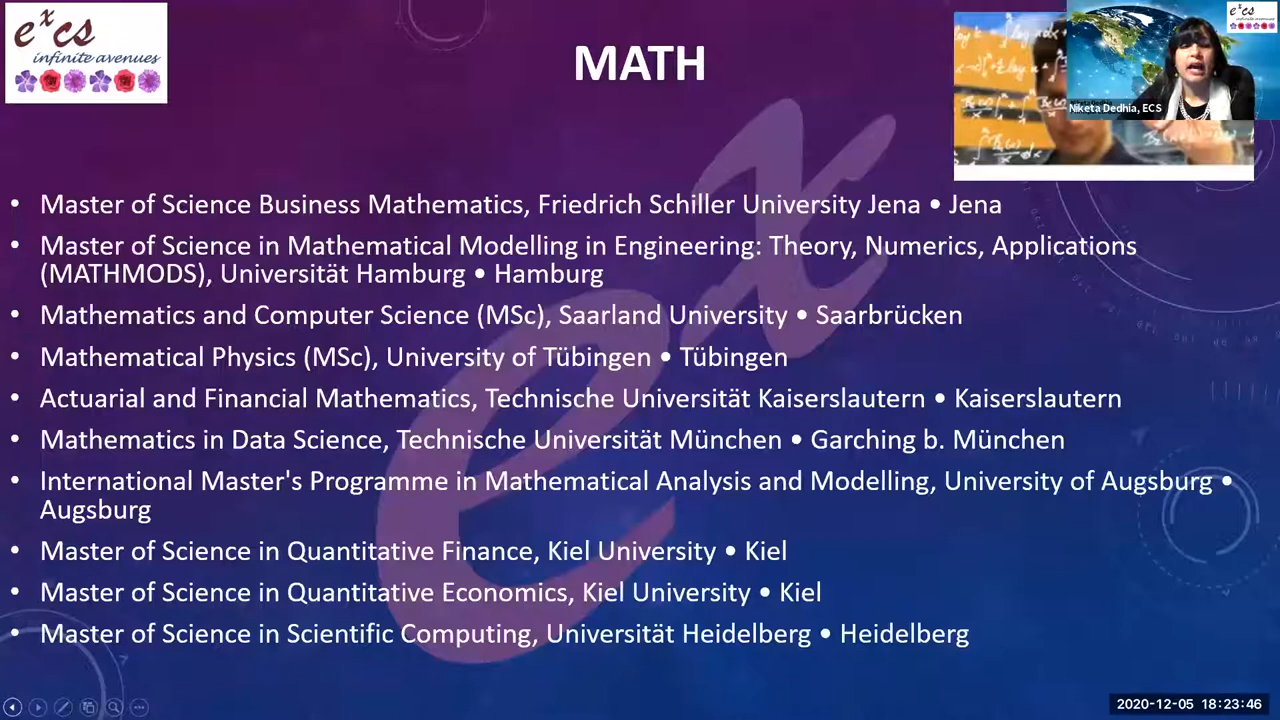 eˣcs
infinite avenues
MATH
Niketa Dedhia, ECS
• Master of Science Business Mathematics, Friedrich Schiller University Jena • Jena
• Master of Science in Mathematical Modelling in Engineering: Theory, Numerics, Applications
(MATHMODS), Universität Hamburg • Hamburg
• Mathematics and Computer Science (MSc), Saarland University • Saarbrücken
• Mathematical Physics (MSc), University of Tübingen • Tübingen
• Actuarial and Financial Mathematics, Technische Universität Kaiserslautern • Kaiserslautern
• Mathematics in Data Science, Technische Universität München • Garching b. München
• International Master's Programme in Mathematical Analysis and Modelling, University of Augsburg •
Augsburg
• Master of Science in Quantitative Finance, Kiel University • Kiel
• Master of Science in Quantitative Economics, Kiel University • Kiel
• Master of Science in Scientific Computing, Universität Heidelberg • Heidelberg
2020-12-05 18:23:46